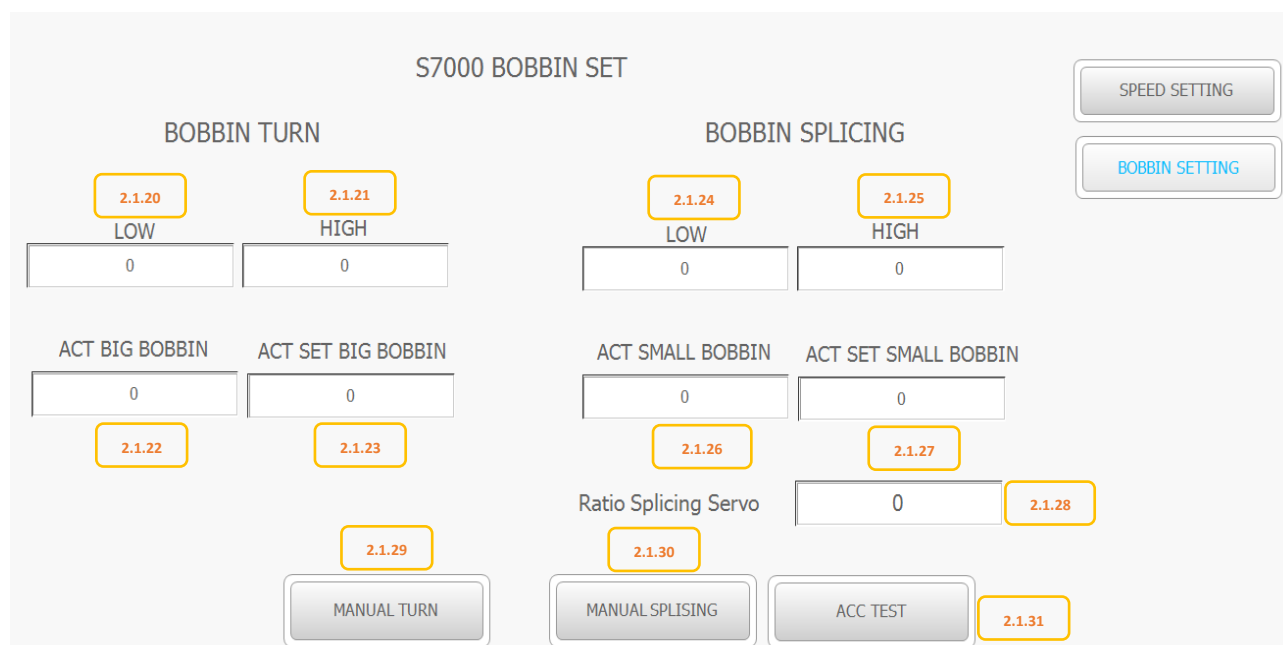 S7000 BOBBIN SET
SPEED SETTING
BOBBIN SETTING
BOBBIN TURN
BOBBIN SPLICING
2.1.20
2.1.21
2.1.24
2.1.25
LOW
HIGH
LOW
HIGH
0
0
0
0
ACT BIG BOBBIN
ACT SET BIG BOBBIN
ACT SMALL BOBBIN
ACT SET SMALL BOBBIN
0
0
0
0
2.1.22
2.1.23
2.1.26
2.1.27
Ratio Splicing Servo
0
2.1.28
2.1.29
2.1.30
MANUAL TURN
MANUAL SPLISING
ACC TEST
2.1.31